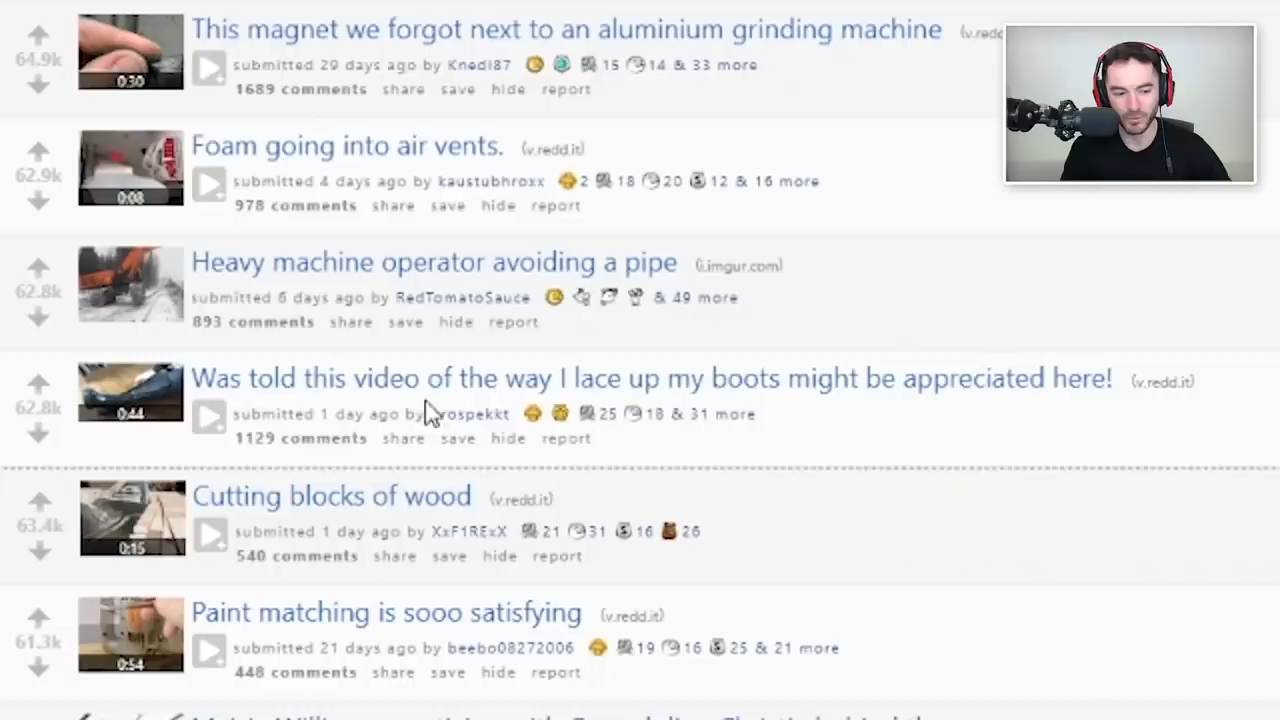 This magnet we forgot next to an aluminium grinding machine
64.9k
0:30
submitted 29 days ago by Knedl87 15 14 & 33 more
1689 comments share save hide report
Foam going into air vents. (v.redd.it)
62.9k
0:08
submitted 4 days ago by kaustubhroxx 2 18 20 12 & 16 more
978 comments share save hide report
Heavy machine operator avoiding a pipe (i.imgur.com)
62.8k
submitted 6 days ago by RedTomatoSauce & 49 more
893 comments share save hide report
Was told this video of the way I lace up my boots might be appreciated here! (v.redd.it)
62.8k
0:44
submitted 1 day ago by rospekkt 25 18 & 31 more
1129 comments share save hide report
Cutting blocks of wood (v.redd.it)
63.4k
0:15
submitted 1 day ago by XxF1RExX 21 31 16 26
540 comments share save hide report
Paint matching is sooo satisfying (v.redd.it)
61.3k
0:54
submitted 21 days ago by beebo08272006 19 16 25 & 21 more
448 comments share save hide report